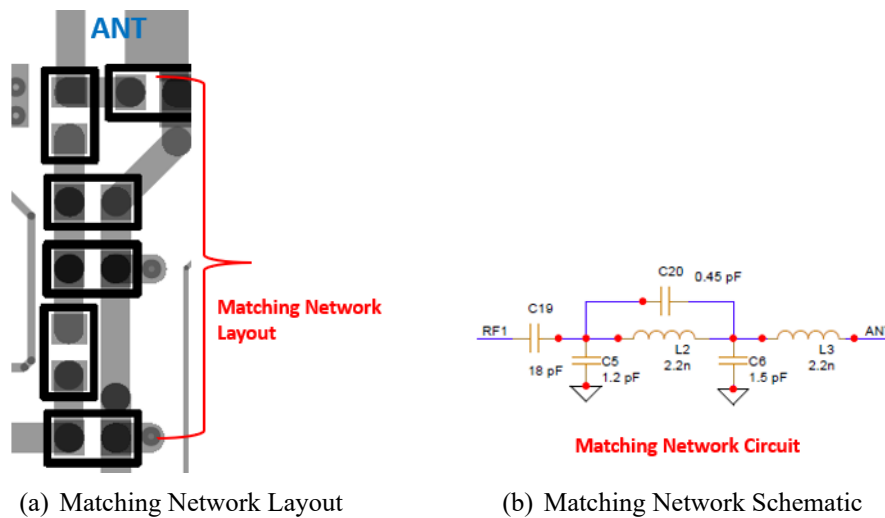 ANT
Matching Network
Layout
C20
0.45 pF
C19
RF1
18 pF
C5
1.2 pF
L2
2.2n
C6
1.5 pF
L3
2.2n
Matching Network Circuit
(a) Matching Network Layout
(b) Matching Network Schematic